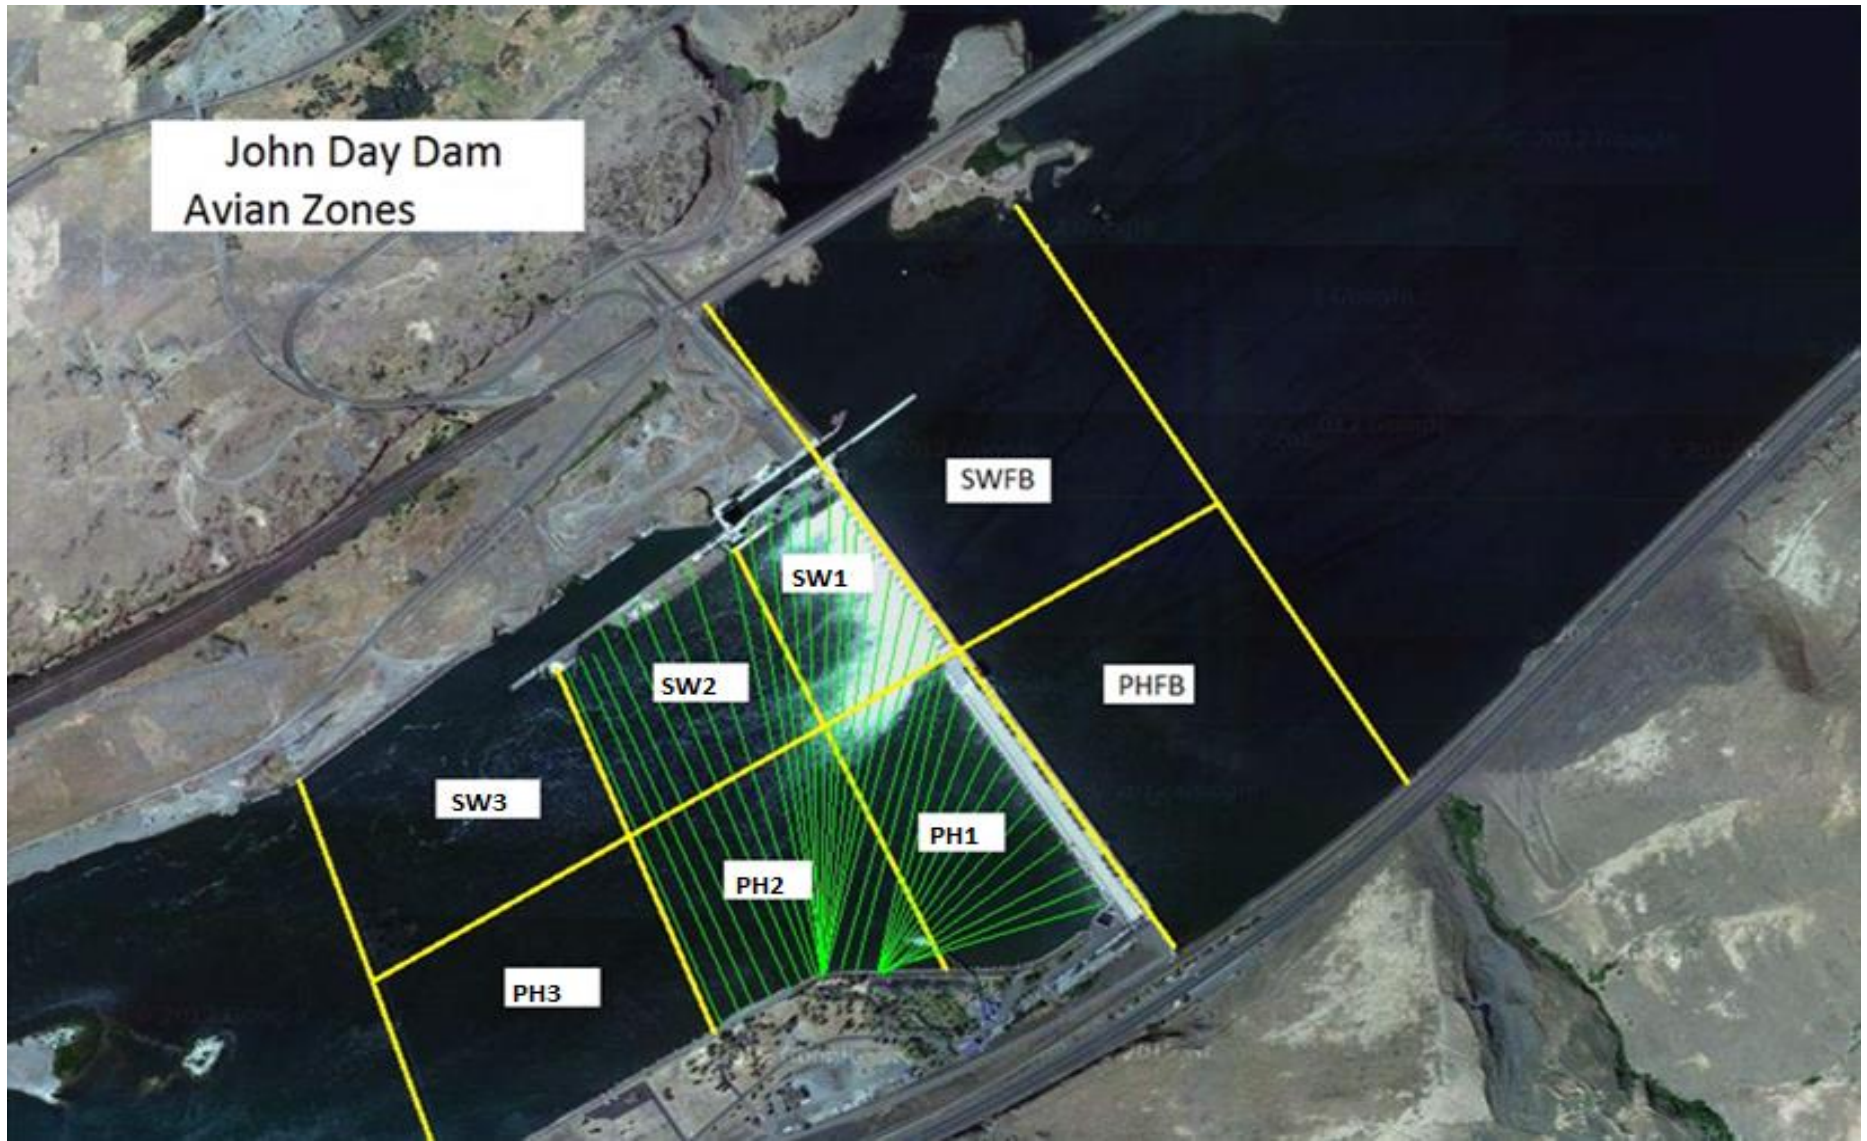 John Day Dam
Avian Zones
SWFB
SW1
SW2
PHFB
SW3
PH1
PH2
PH3